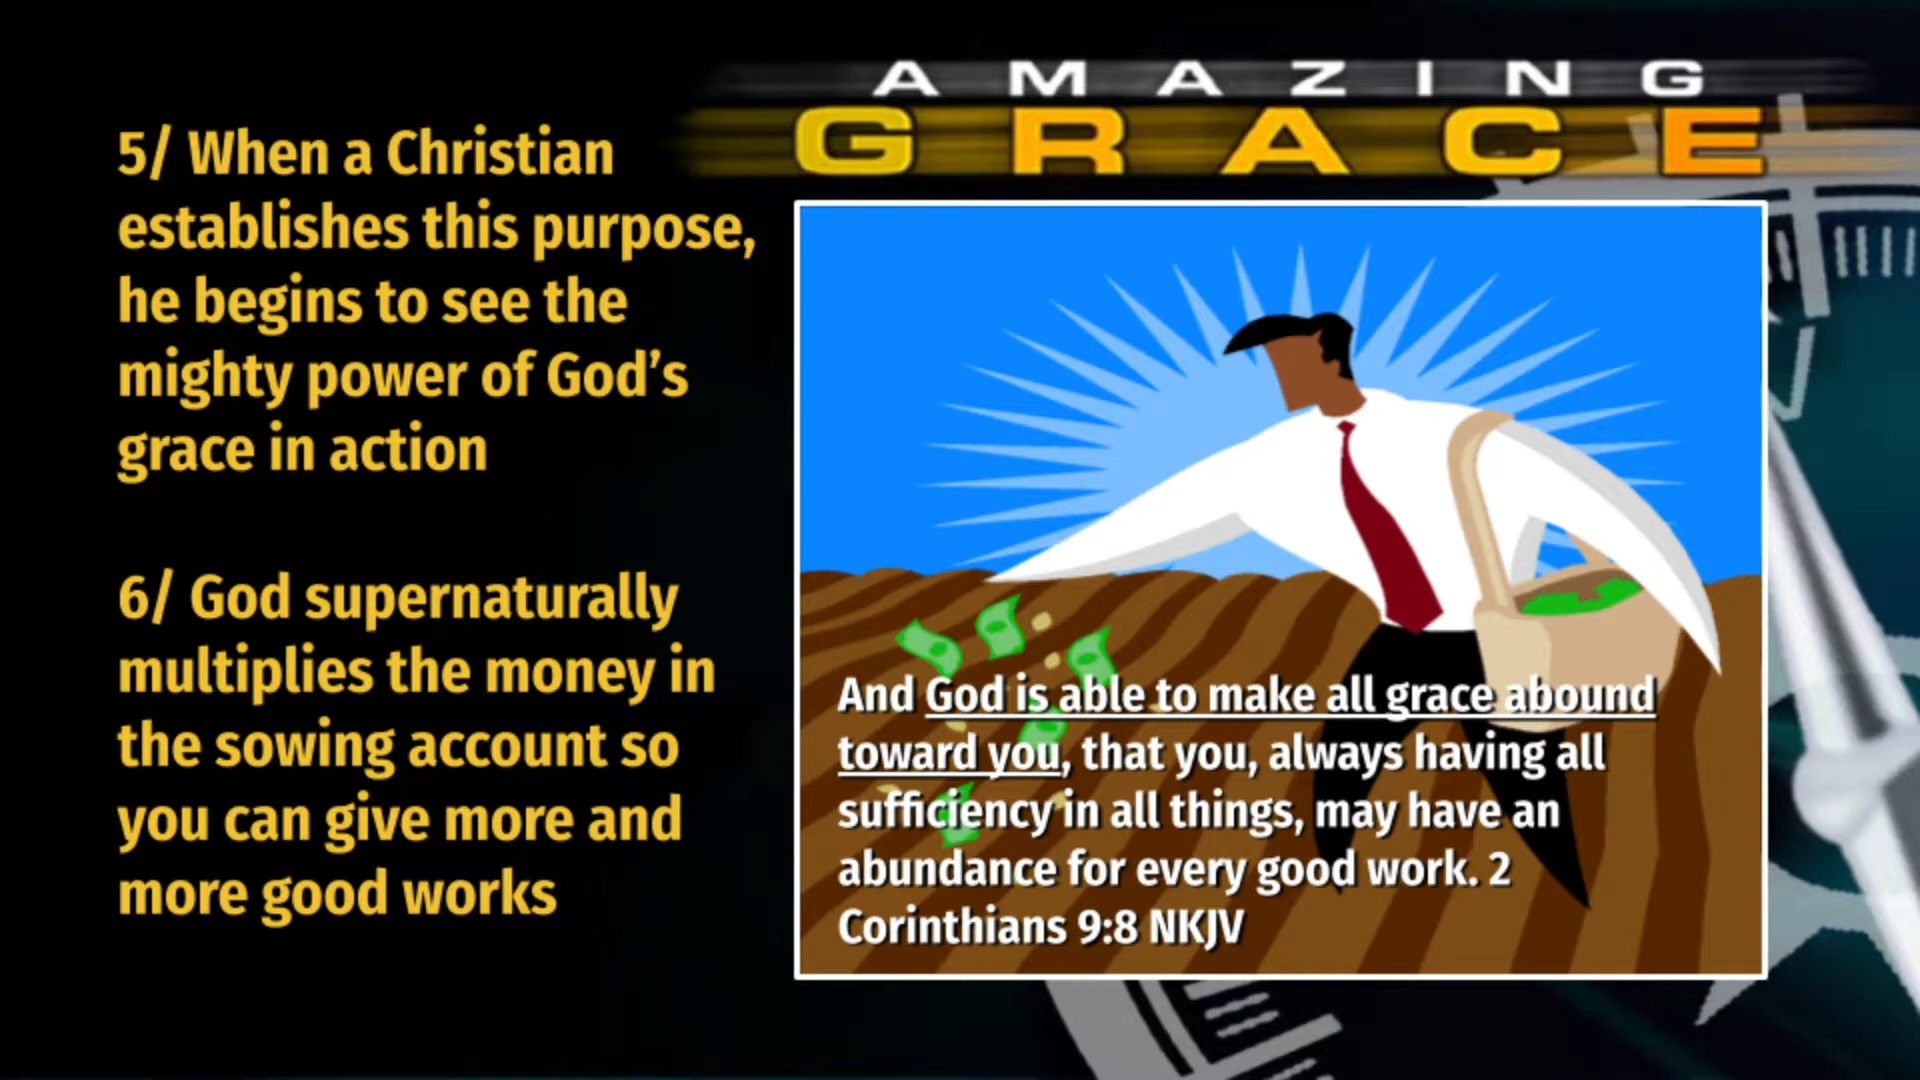 AMAZING
GRACE
5/ When a Christian
establishes this purpose,
he begins to see the
mighty power of God’s
grace in action
6/ God supernaturally
multiplies the money in
the sowing account so
you can give more and
more good works
And God is able to make all grace abound
toward you, that you, always having all
sufficiency in all things, may have an
abundance for every good work. 2
Corinthians 9:8 NKJV